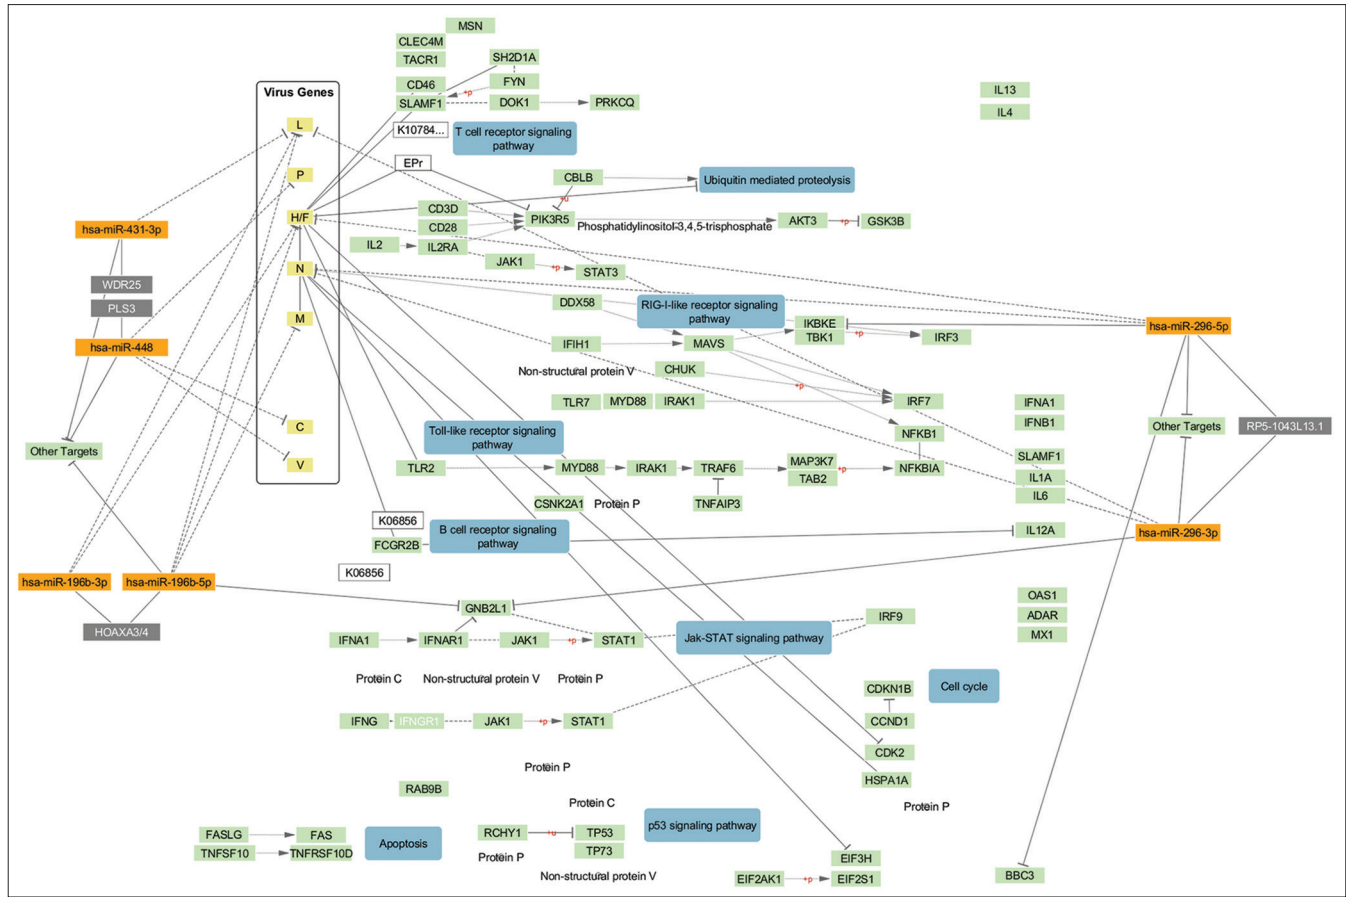 MSN
CLEC4M
TACR1
SH2D1A
CD46
FYN
+p
SLAMF1
DOK1
PRKCQ
IL13
IL4
Virus Genes
L
K10784...
T cell receptor signaling
pathway
EPr
P
CBLB
Ubiquitin mediated proteolysis
+u
H/F
CD3D
CD28
PIK3R5
Phosphatidylinositol-3,4,5-trisphosphate
AKT3
+p
GSK3B
hsa-miR-431-3p
IL2
IL2RA
JAK1
+p
STAT3
N
WDR25
PLS3
DDX58
RIG-I-like receptor signaling
pathway
M
IKBKE
TBK1
+p
IRF3
hsa-miR-296-5p
hsa-miR-448
IFIH1
MAVS
Non-structural protein V
CHUK
+p
TLR7
MYD88
IRAK1
IRF7
IFNA1
IFNB1
C
Toll-like receptor signaling
pathway
NFKB1
Other Targets
RP5-1043L13.1
Other Targets
V
TLR2
MYD88
IRAK1
TRAF6
MAP3K7
TAB2
+p
NFKBIA
SLAMF1
IL1A
IL6
CSNK2A1
Protein P
TNFAIP3
K06856
B cell receptor signaling
pathway
FCGR2B
IL12A
hsa-miR-296-3p
K06856
hsa-miR-196b-3p
hsa-miR-196b-5p
HOAXA3/4
GNB2L1
OAS1
ADAR
MX1
IRF9
IFNA1
IFNAR1
JAK1
+p
STAT1
Jak-STAT signaling pathway
Protein C
Non-structural protein V
Protein P
CDKN1B
Cell cycle
IFNG
IFNGR1
JAK1
+p
STAT1
CCND1
CDK2
Protein P
HSPA1A
RAB9B
Protein C
Protein P
FASLG
FAS
TNFSF10
TNFRSF10D
Apoptosis
RCHY1
+u
TP53
TP73
p53 signaling pathway
Protein P
Non-structural protein V
EIF3H
EIF2AK1
+p
EIF2S1
BBC3